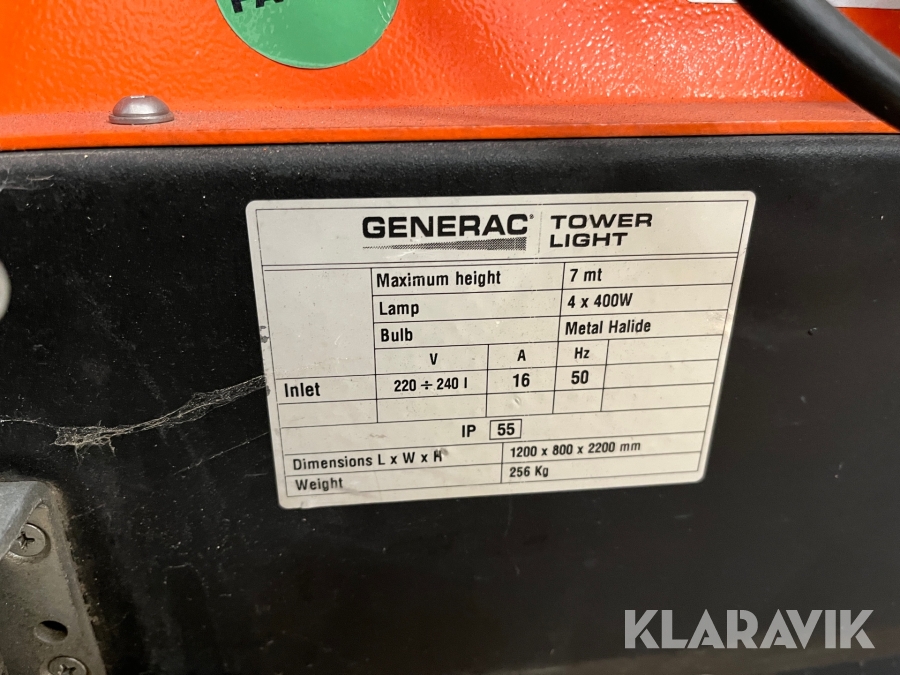 GENERAC® TOWER LIGHT
Maximum height 7 mt
Lamp 4 x 400W
Bulb Metal Halide
V A Hz
Inlet 220 ÷ 240 I 16 50
IP 55
Dimensions L x W x H 1200 x 800 x 2200 mm
Weight 256 Kg
KLARAVIK